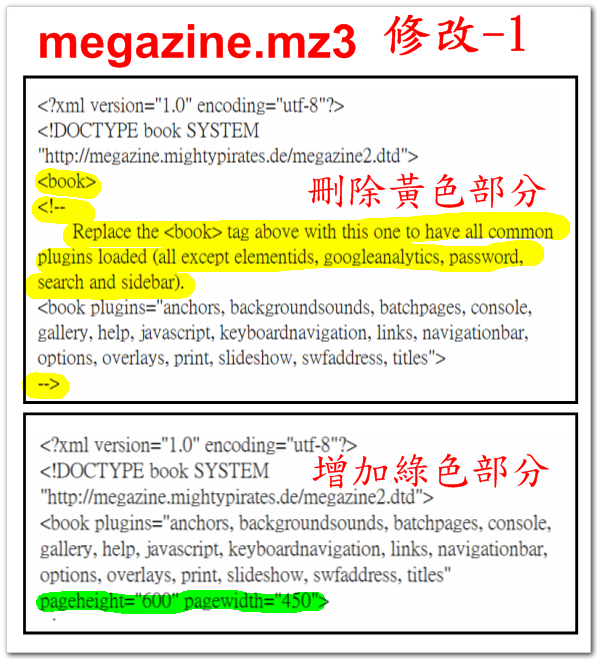 megazine.mz3 修改-1
<?xml version="1.0" encoding="utf-8"?>
<!DOCTYPE book SYSTEM
"http://megazine.mightypirates.de/megazine2.dtd">
<book>
刪除黃色部分
<!--
Replace the <book> tag above with this one to have all common
plugins loaded (all except elementids, googleanalytics, password,
search and sidebar).
<book plugins="anchors, backgroundsounds, batchpages, console,
gallery, help, javascript, keyboardnavigation, links, navigationbar,
options, overlays, print, slideshow, swfaddress, titles">
-->
<?xml version="1.0" encoding="utf-8"?>
<!DOCTYPE book SYSTEM
增加綠色部分
"http://megazine.mightypirates.de/megazine2.dtd">
<book plugins="anchors, backgroundsounds, batchpages, console,
gallery, help, javascript, keyboardnavigation, links, navigationbar,
options, overlays, print, slideshow, swfaddress, titles"
pageheight="600" pagewidth="450">